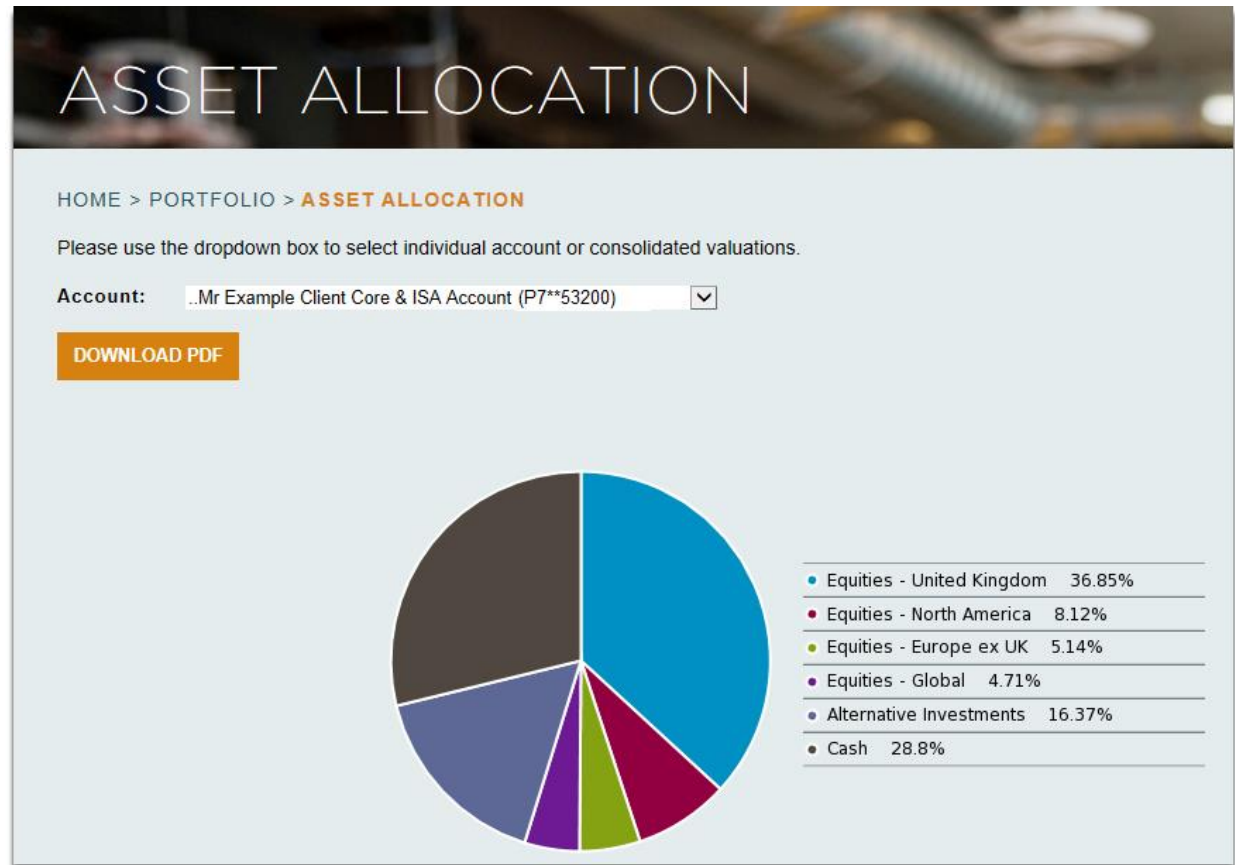 ASSET ALLOCATION
HOME > PORTFOLIO > ASSET ALLOCATION
Please use the dropdown box to select individual account or consolidated valuations.
Account: ..Mr Example Client Core & ISA Account (P7**53200)
DOWNLOAD PDF
Equities - United Kingdom 36.85%
Equities - North America 8.12%
Equities - Europe ex UK 5.14%
Equities - Global 4.71%
Alternative Investments 16.37%
Cash 28.8%